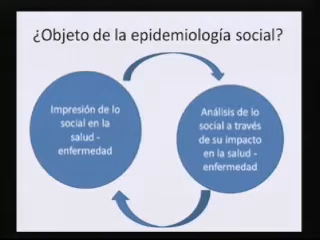 ¿Objeto de la epidemiología social?
Impresión de lo
social en la
salud -
enfermedad
Análisis de lo
social a través
de su impacto
en la salud -
enfermedad